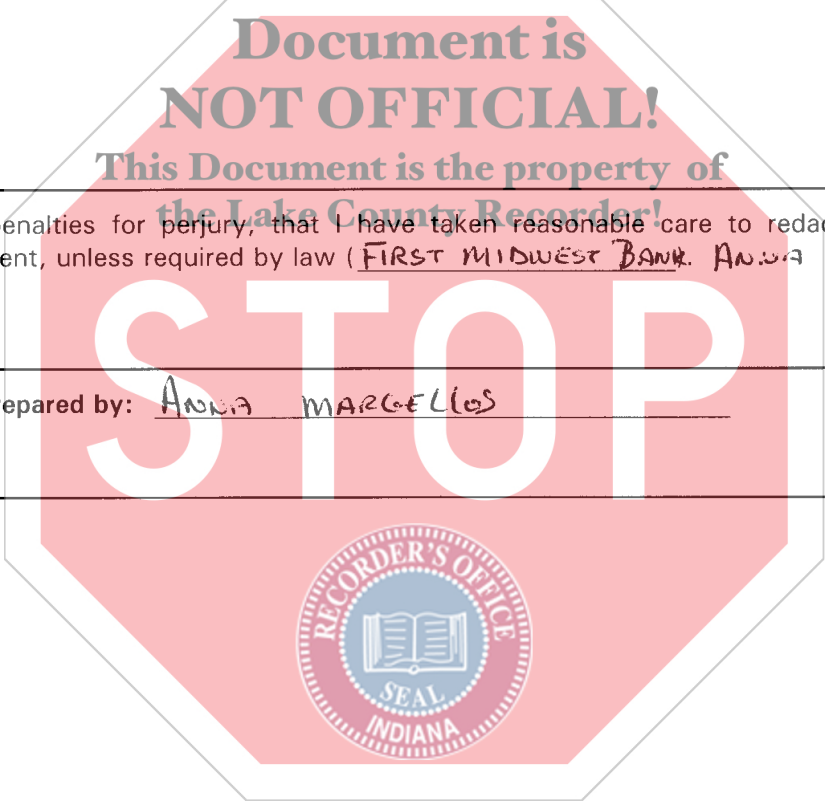 Document is
NOT OFFICIAL!
This Document is the property of
the Lake County Recorder!
enalties for perjury, that I have taken reasonable care to redac
ent, unless required by law (FIRST MIDWEST BANK. ANNA
STOP
epared by: ANNA MARGELLOS
RECORDER'S OFFICE
SEAL
INDIANA